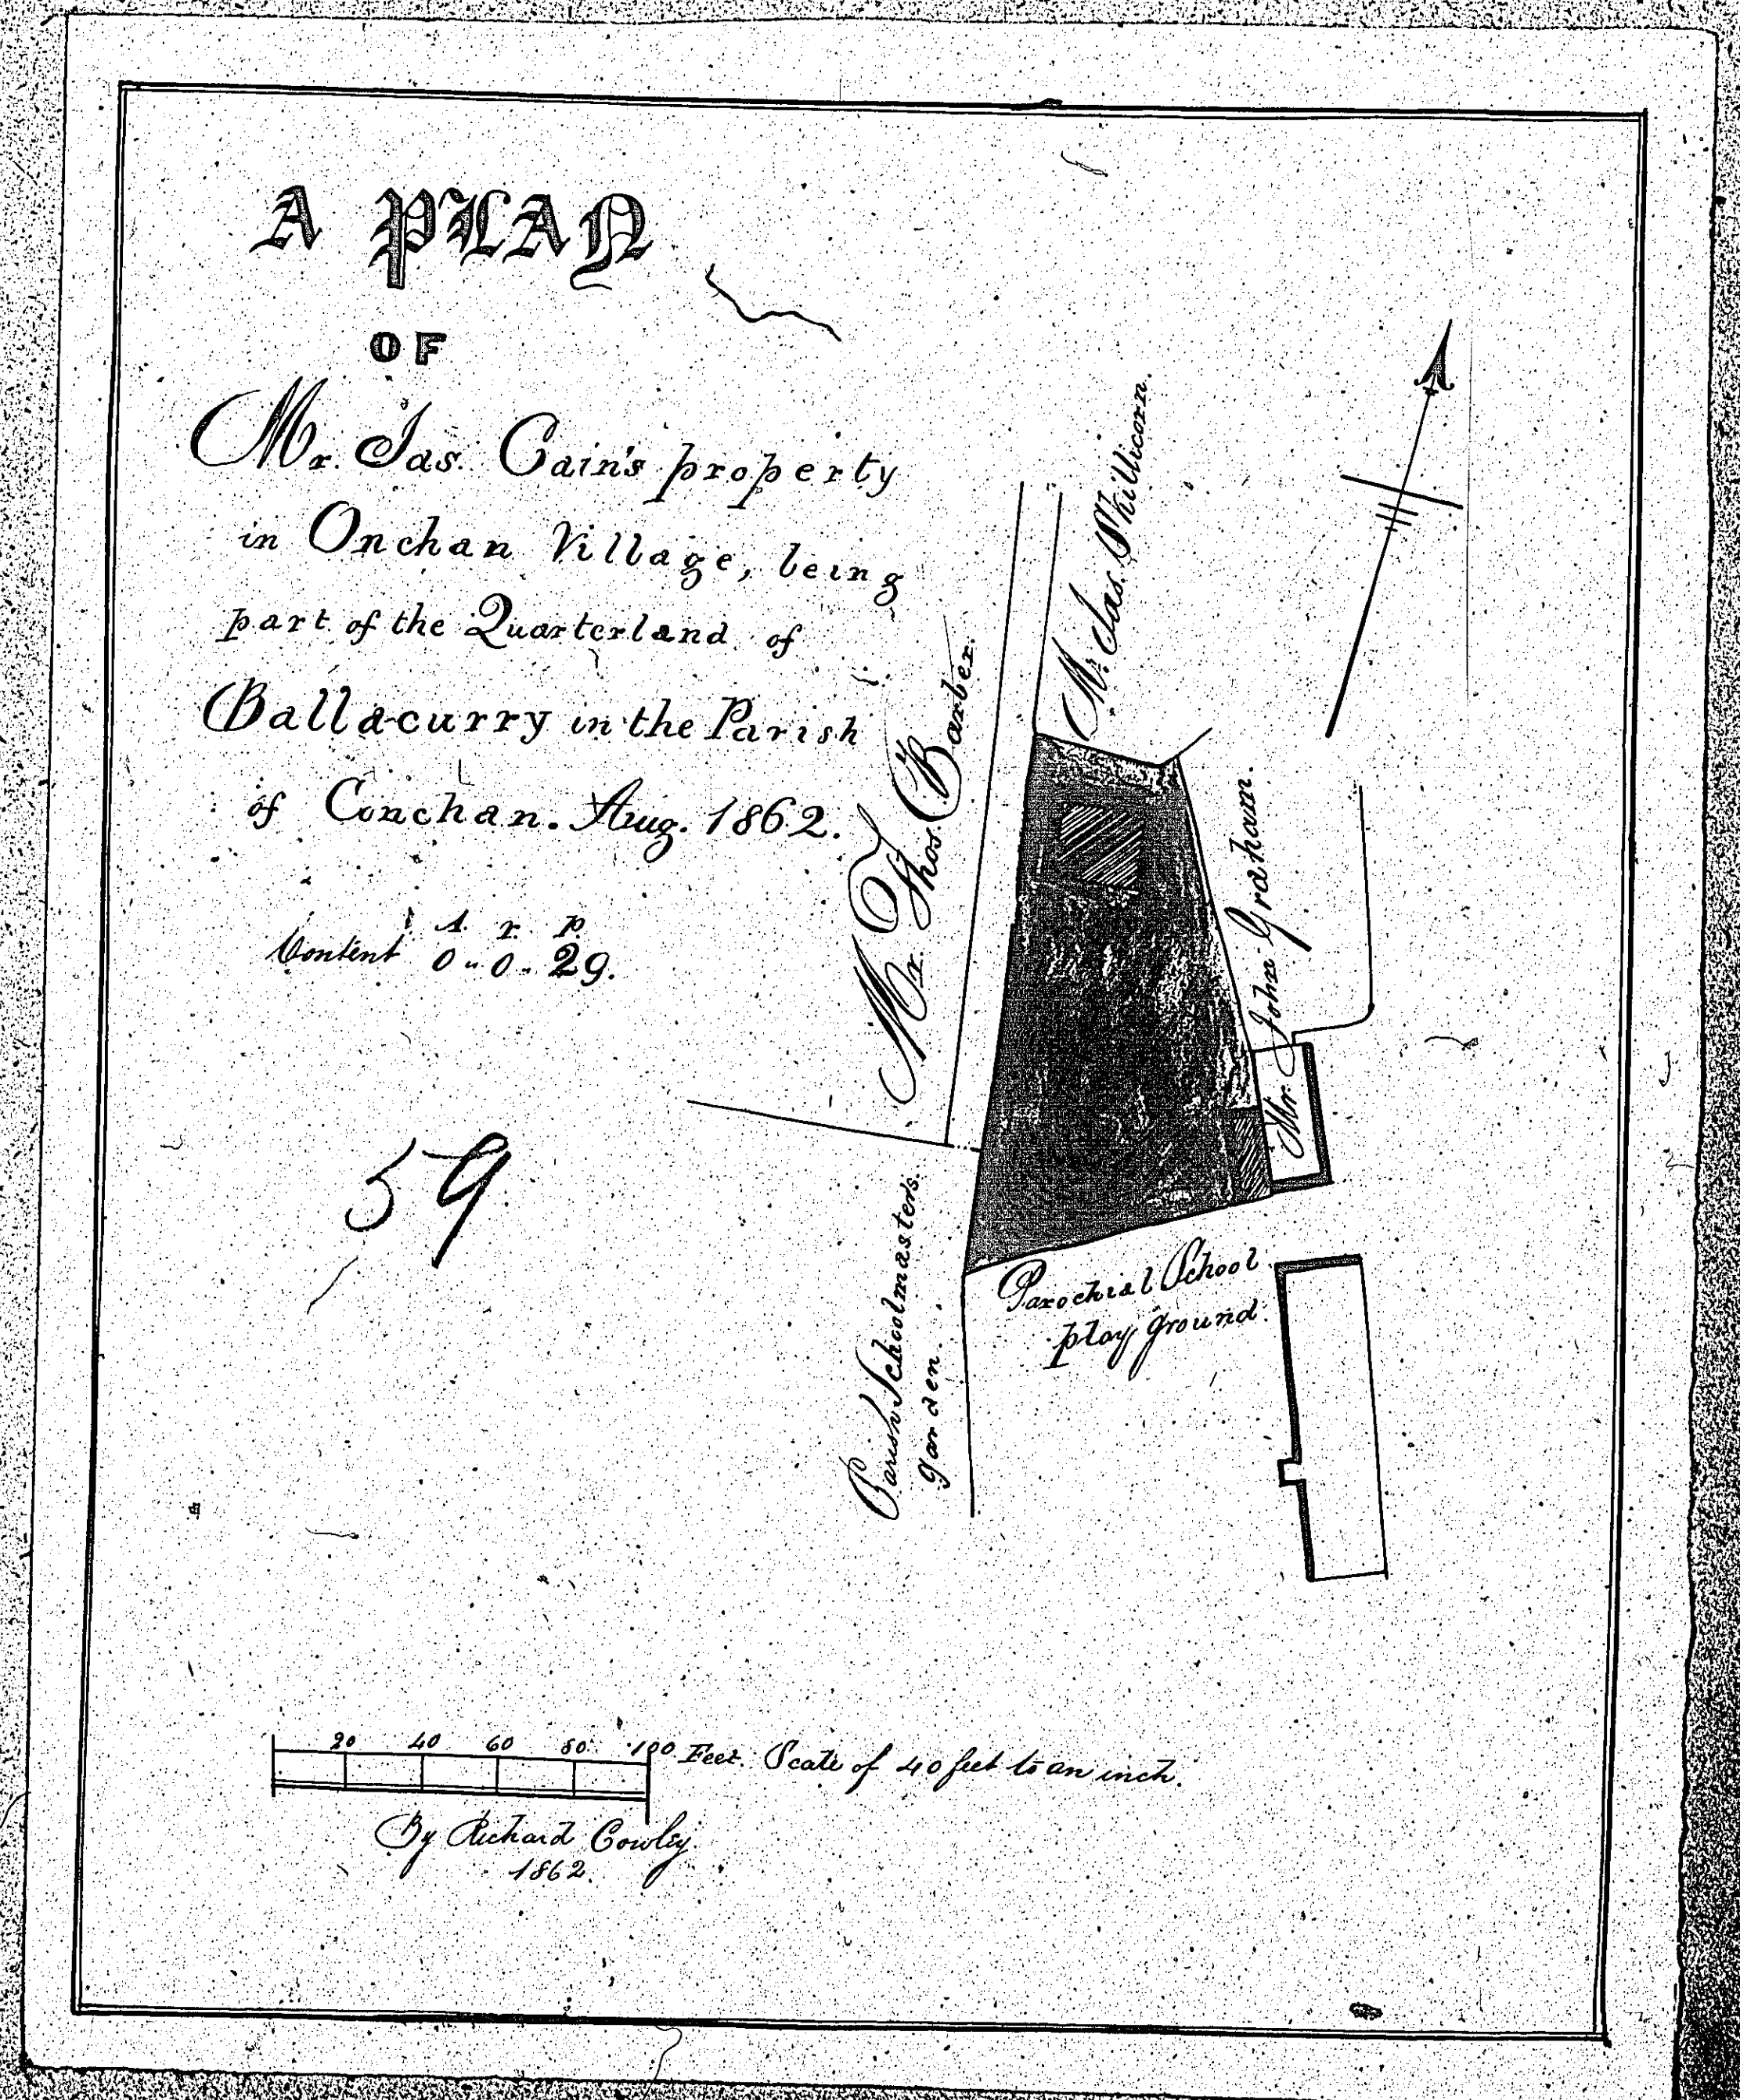 A PLAN
OF
Mr. Jas. Cain's property
in Onchan Village, being
part of the Quarterland of
Ballacurry in the Parish
of Conchan. Aug. 1862.
A. r. p.
Content 0 " 0 " 29.
59
Mr. Thos. Barber.
Mr. Jas. Skillicorn.
Mr. John Graham.
Parish Schoolmaster's
garden.
Parochial School
play ground.
20 40 60 80 100 Feet. Scale of 40 feet to an inch.
By Richard Cowley
1862.